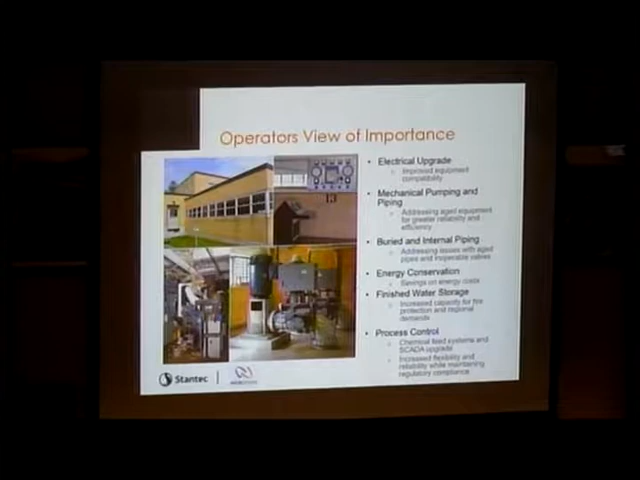 Operators View of Importance
• Electrical Upgrade
○ Improved equipment
compatibility
• Mechanical Pumping and
Piping
○ Addressing aged equipment
for greater reliability and
efficiency
• Buried and Internal Piping
○ Addressing issues with aged
pipes and inoperable valves
• Energy Conservation
○ Savings on energy costs
• Finished Water Storage
○ Increased capacity for fire
protection and regional
demands
• Process Control
○ Chemical feed systems and
SCADA upgrade
○ Increased flexibility and
reliability while maintaining
regulatory compliance
Stantec